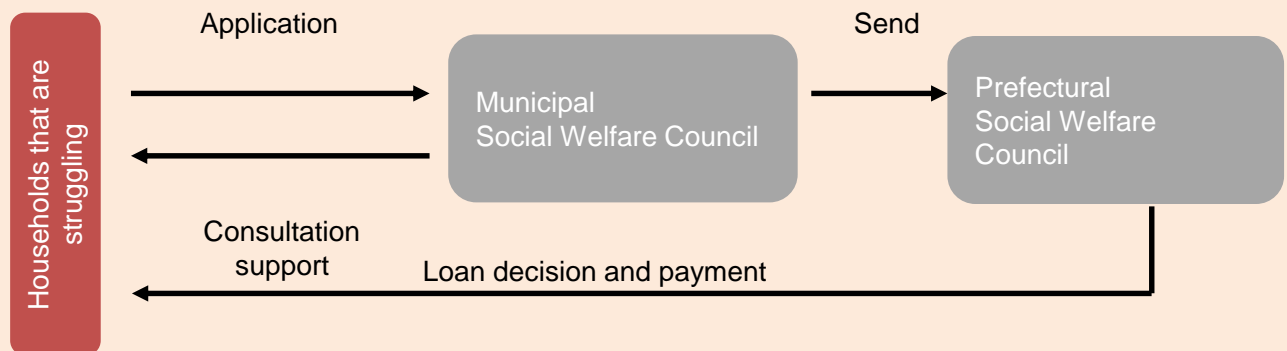 Application
Send
Households that are
struggling
Municipal
Social Welfare Council
Prefectural
Social Welfare
Council
Consultation
support
Loan decision and payment